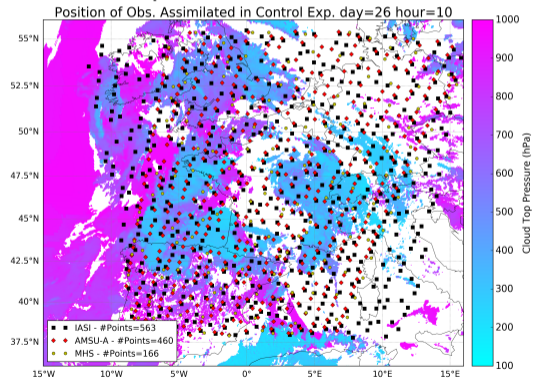 Position of Obs. Assimilated in Control Exp. day=26 hour=10
55°N
52.5°N
50°N
47.5°N
45°N
42.5°N
40°N
37.5°N
IASI - #Points=563
AMSU-A - #Points=460
MHS - #Points=166
15°W
10°W
5°W
0°
5°E
10°E
15°E
1000
900
800
700
600
500
400
300
200
100
Cloud Top Pressure (hPa)